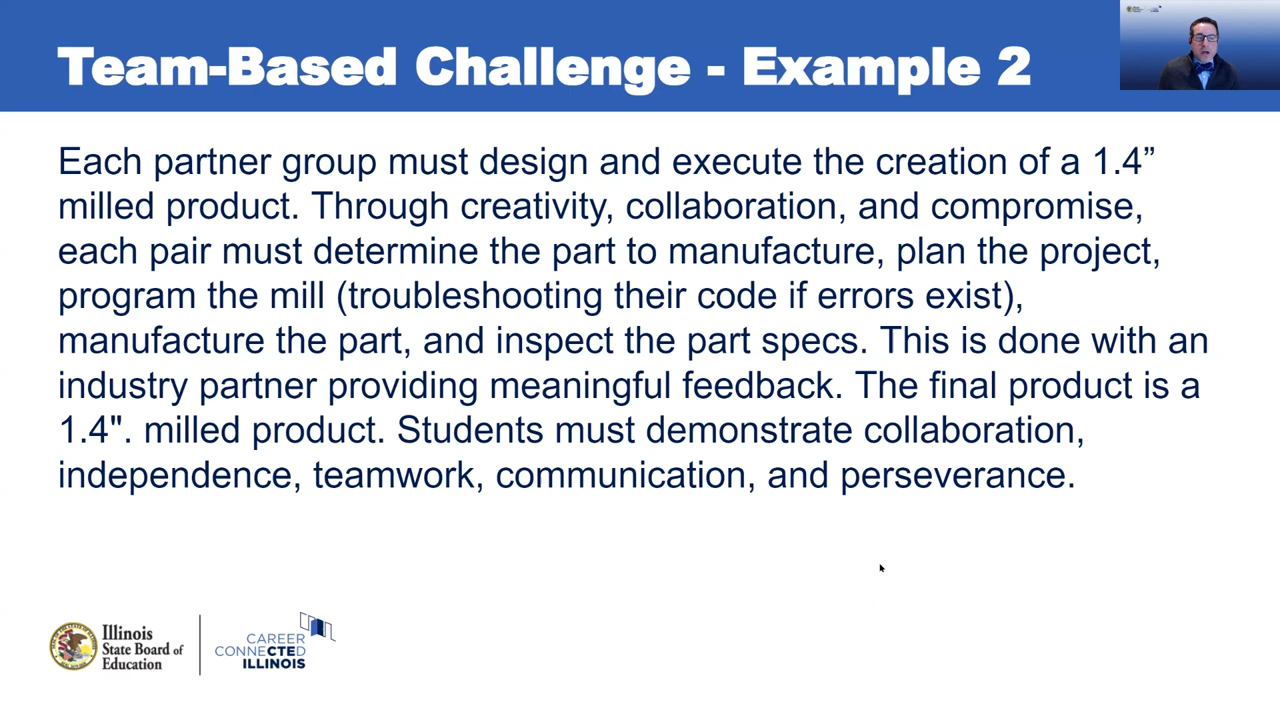 Team-Based Challenge - Example 2
Each partner group must design and execute the creation of a 1.4”
milled product. Through creativity, collaboration, and compromise,
each pair must determine the part to manufacture, plan the project,
program the mill (troubleshooting their code if errors exist),
manufacture the part, and inspect the part specs. This is done with an
industry partner providing meaningful feedback. The final product is a
1.4". milled product. Students must demonstrate collaboration,
independence, teamwork, communication, and perseverance.
Illinois
State Board of
Education
CAREER
CONNECTED
ILLINOIS